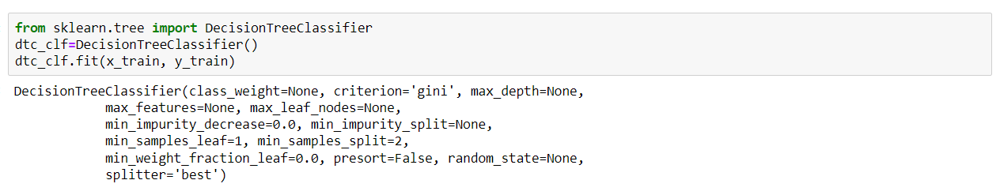 from sklearn.tree import DecisionTreeClassifier
dtc_clf=DecisionTreeClassifier()
dtc_clf.fit(x_train, y_train)
DecisionTreeClassifier(class_weight=None, criterion='gini', max_depth=None,
            max_features=None, max_leaf_nodes=None,
            min_impurity_decrease=0.0, min_impurity_split=None,
            min_samples_leaf=1, min_samples_split=2,
            min_weight_fraction_leaf=0.0, presort=False, random_state=None,
            splitter='best')